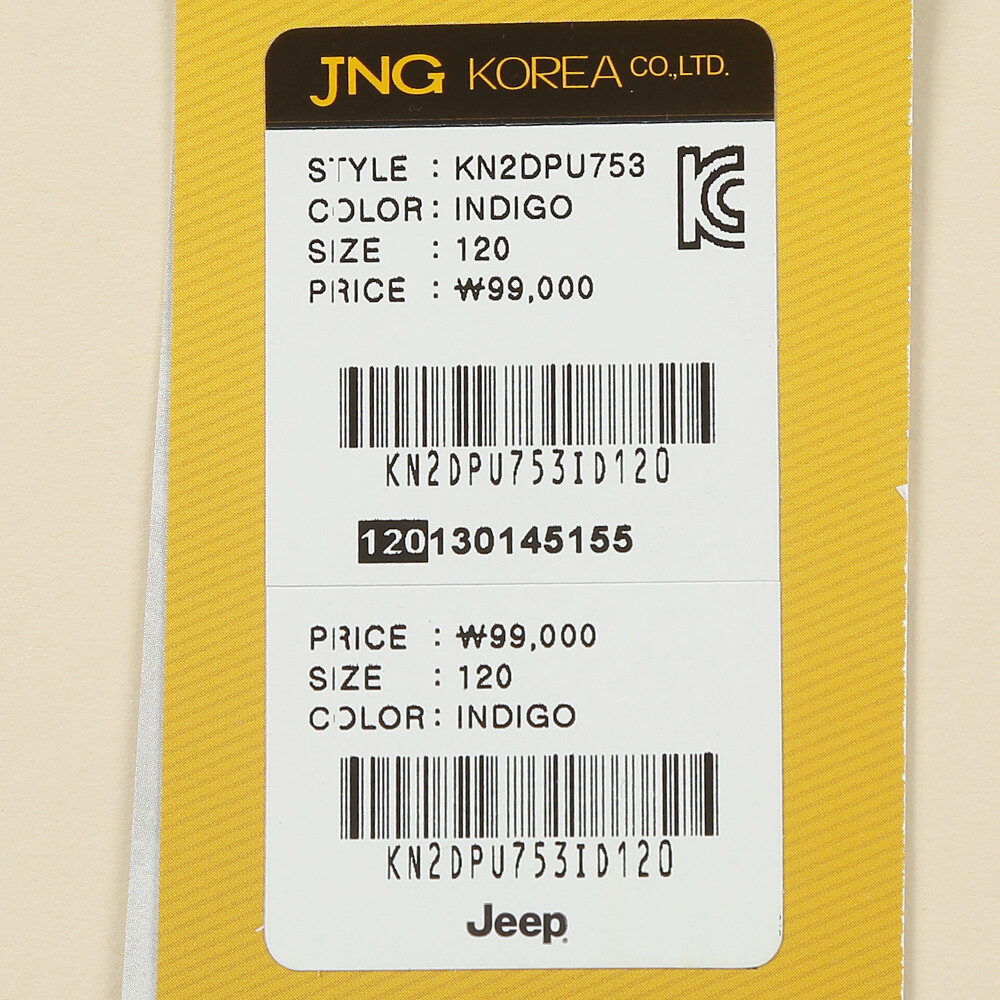 JNG KOREA CO.,LTD.
STYLE : KN2DPU753
COLOR : INDIGO
SIZE : 120
PRICE : ₩99,000
KC
KN2DPU753ID120
120130145155
PRICE : ₩99,000
SIZE : 120
COLOR : INDIGO
KN2DPU753ID120
Jeep